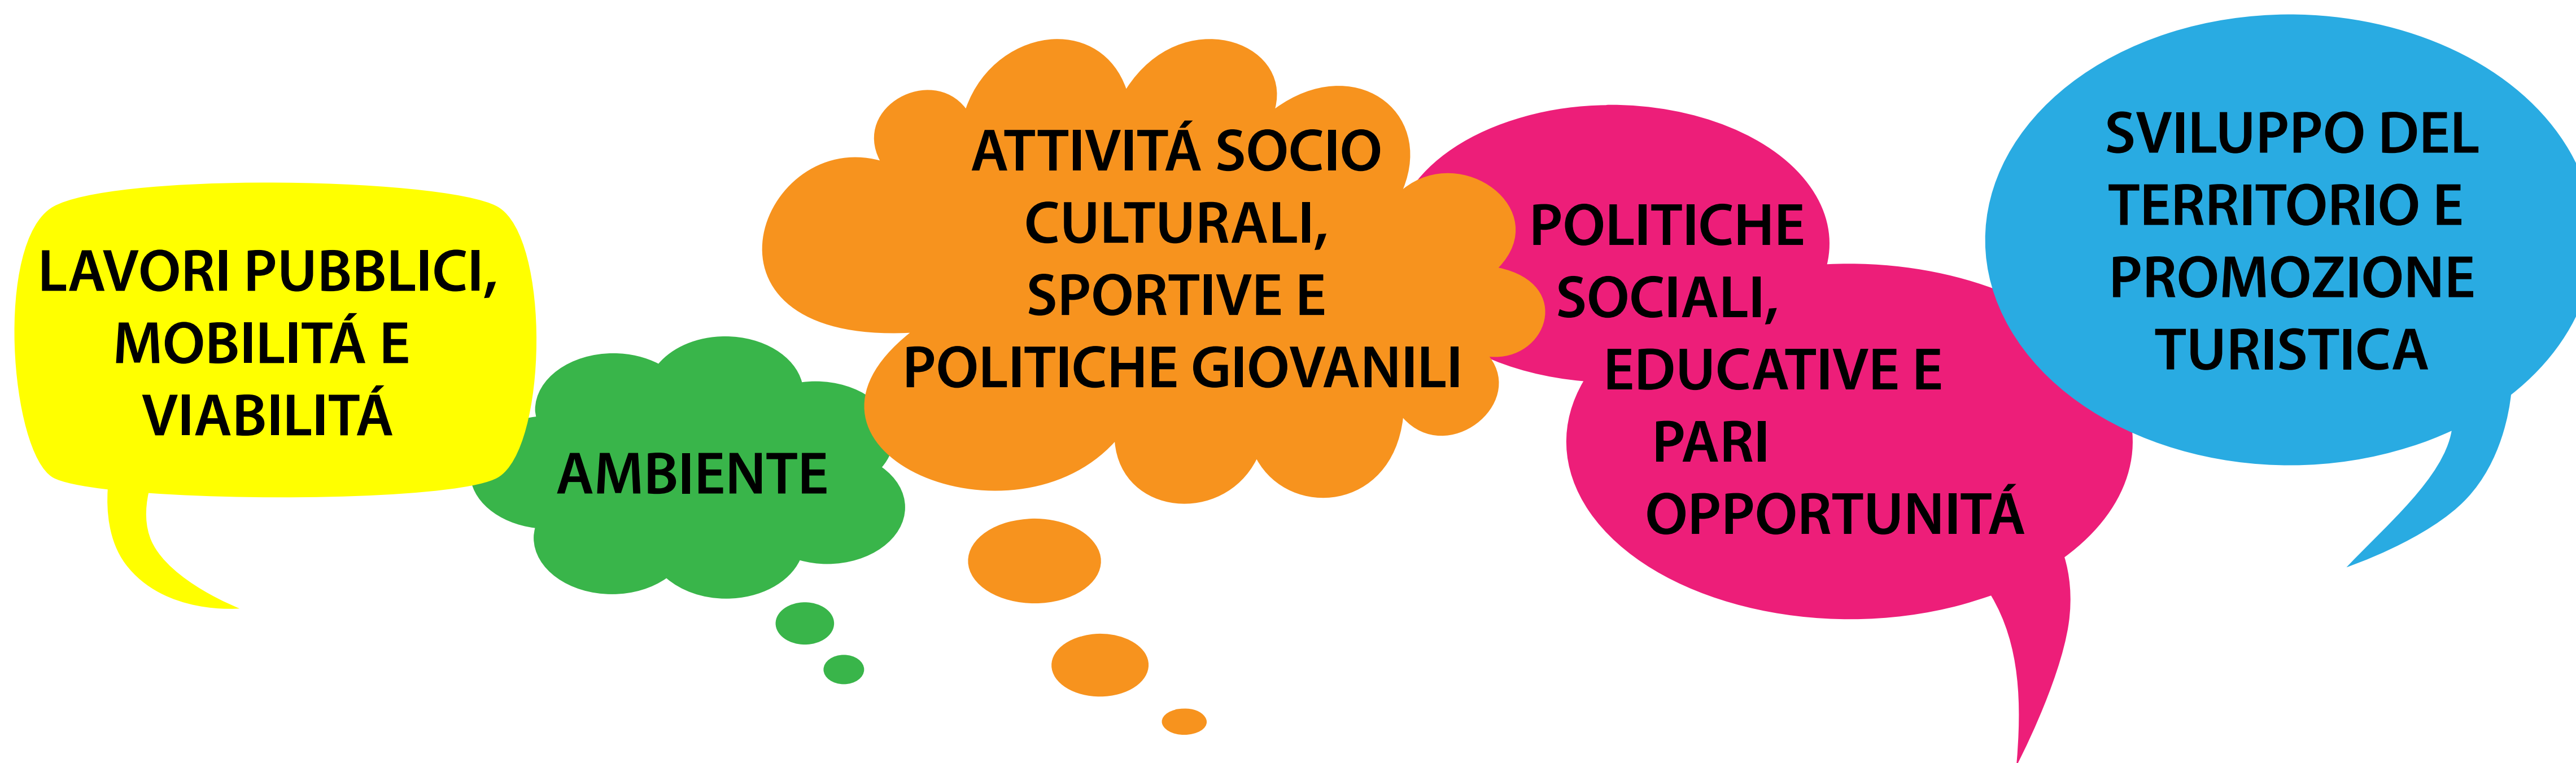 LAVORI PUBBLICI,
MOBILITÁ E
VIABILITÁ
AMBIENTE
ATTIVITÁ SOCIO
CULTURALI,
SPORTIVE E
POLITICHE GIOVANILI
POLITICHE
SOCIALI,
EDUCATIVE E
PARI
OPPORTUNITÁ
SVILUPPO DEL
TERRITORIO E
PROMOZIONE
TURISTICA